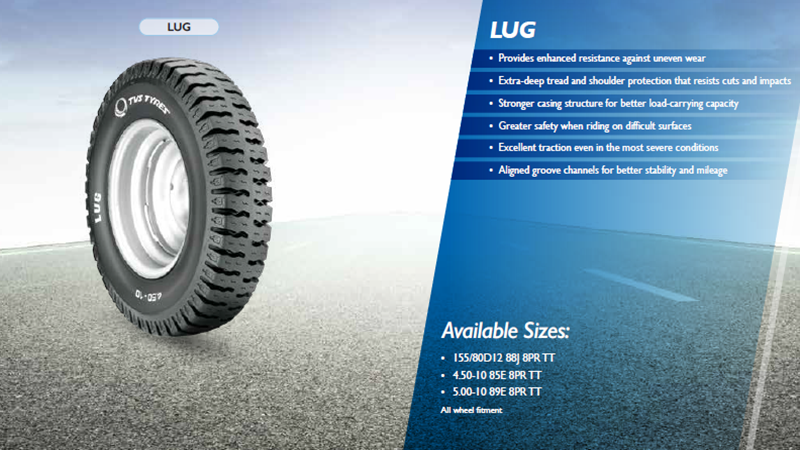 LUG
TVS TYRES
LUG
4.50-10
LUG
• Provides enhanced resistance against uneven wear
• Extra-deep tread and shoulder protection that resists cuts and impacts
• Stronger casing structure for better load-carrying capacity
• Greater safety when riding on difficult surfaces
• Excellent traction even in the most severe conditions
• Aligned groove channels for better stability and mileage
Available Sizes:
• 155/80D12 88J 8PR TT
• 4.50-10 85E 8PR TT
• 5.00-10 89E 8PR TT
All wheel fitment